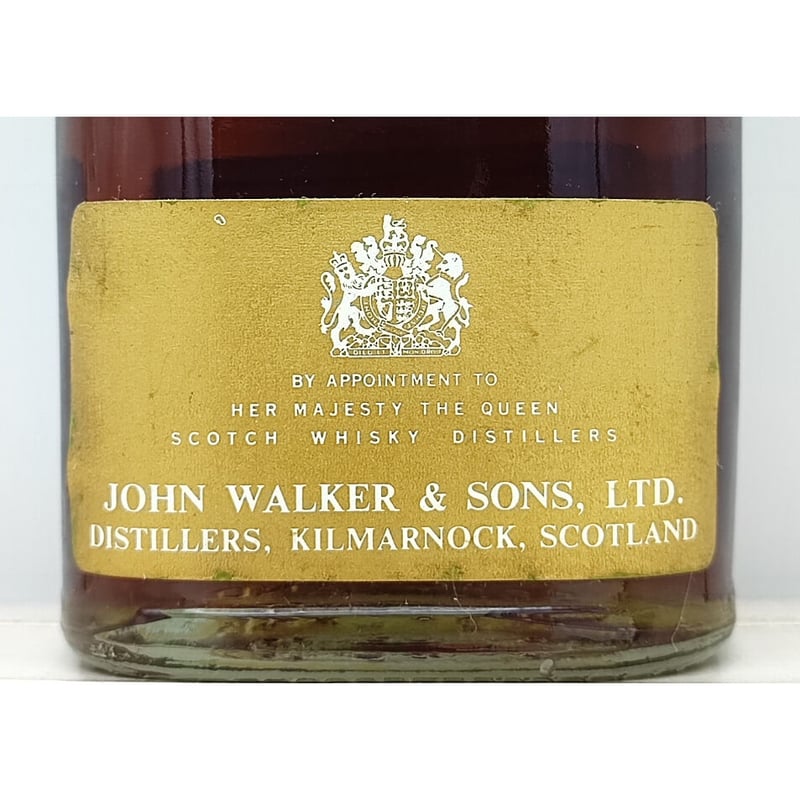 BY APPOINTMENT TO
HER MAJESTY THE QUEEN
SCOTCH WHISKY DISTILLERS
JOHN WALKER & SONS, LTD.
DISTILLERS, KILMARNOCK, SCOTLAND